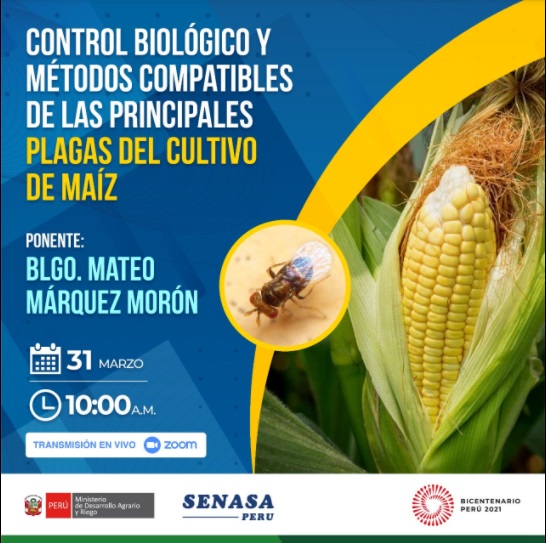 CONTROL BIOLÓGICO Y
MÉTODOS COMPATIBLES
DE LAS PRINCIPALES
PLAGAS DEL CULTIVO
DE MAÍZ
PONENTE:
BLGO. MATEO
MÁRQUEZ MORÓN
31 MARZO
10:00 A.M.
TRANSMISIÓN EN VIVO zoom
PERÚ
Ministerio
de Desarrollo Agrario
y Riego
SENASA
PERU
BICENTENARIO
PERÚ 2021